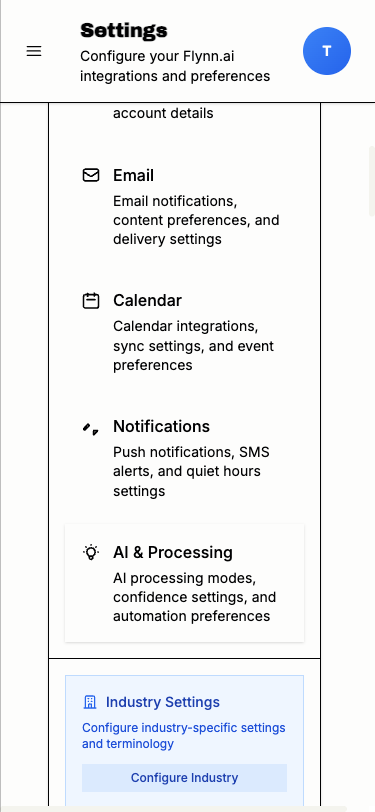 Settings
Configure your Flynn.ai
integrations and preferences
T
account details
Email
Email notifications,
content preferences, and
delivery settings
Calendar
Calendar integrations,
sync settings, and event
preferences
Notifications
Push notifications, SMS
alerts, and quiet hours
settings
AI & Processing
AI processing modes,
confidence settings, and
automation preferences
Industry Settings
Configure industry-specific settings
and terminology
Configure Industry